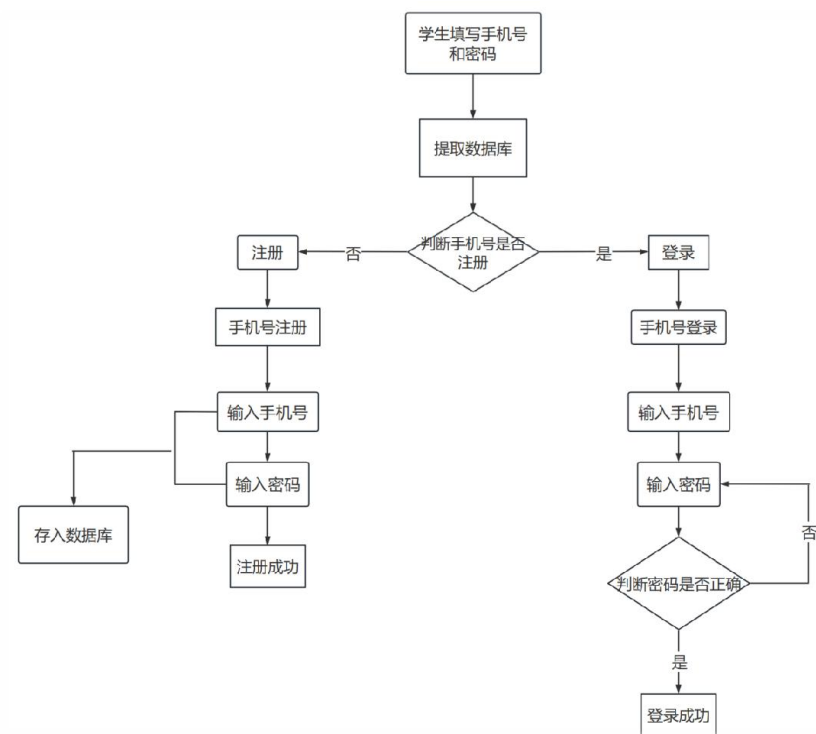 学生填写手机号
和密码
提取数据库
判断手机号是否
注册
否
是
注册
登录
手机号注册
手机号登录
输入手机号
输入手机号
输入密码
输入密码
存入数据库
否
注册成功
判断密码是否正确
是
登录成功